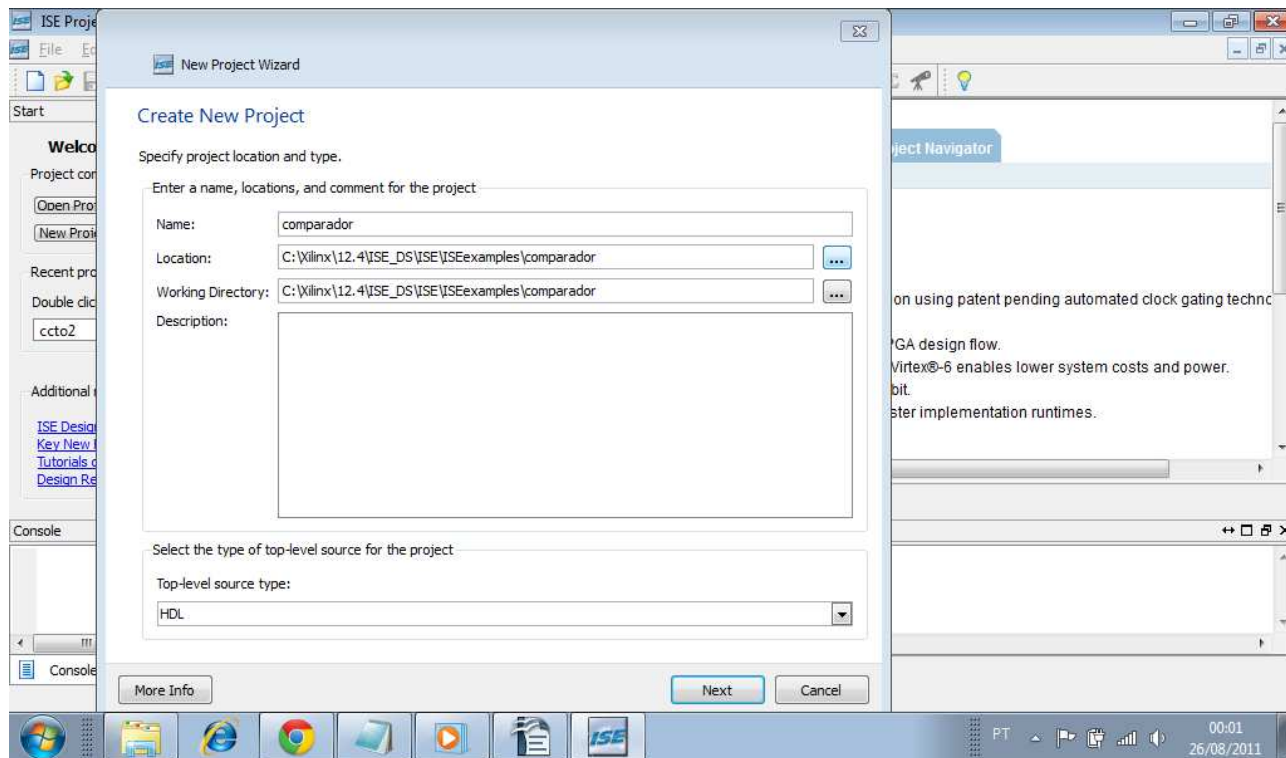 ISE Proje
File Ed
New Project Wizard
Create New Project
Specify project location and type.
Enter a name, locations, and comment for the project
Name: comparador
Location: C:\Xilinx\12.4\ISE_DS\ISE\ISEexamples\comparador ...
Working Directory: C:\Xilinx\12.4\ISE_DS\ISE\ISEexamples\comparador ...
Description:
Select the type of top-level source for the project
Top-level source type:
HDL
More Info Next Cancel
Start
Welco
Project con
Open Pro
New Proje
Recent pro
Double clic
ccto2
Additional
ISE Desig
Key New
Tutorials o
Design Re
ject Navigator
on using patent pending automated clock gating techno
PGA design flow.
Virtex®-6 enables lower system costs and power.
bit.
ster implementation runtimes.
Console
Console
ISE
PT 00:01
26/08/2011